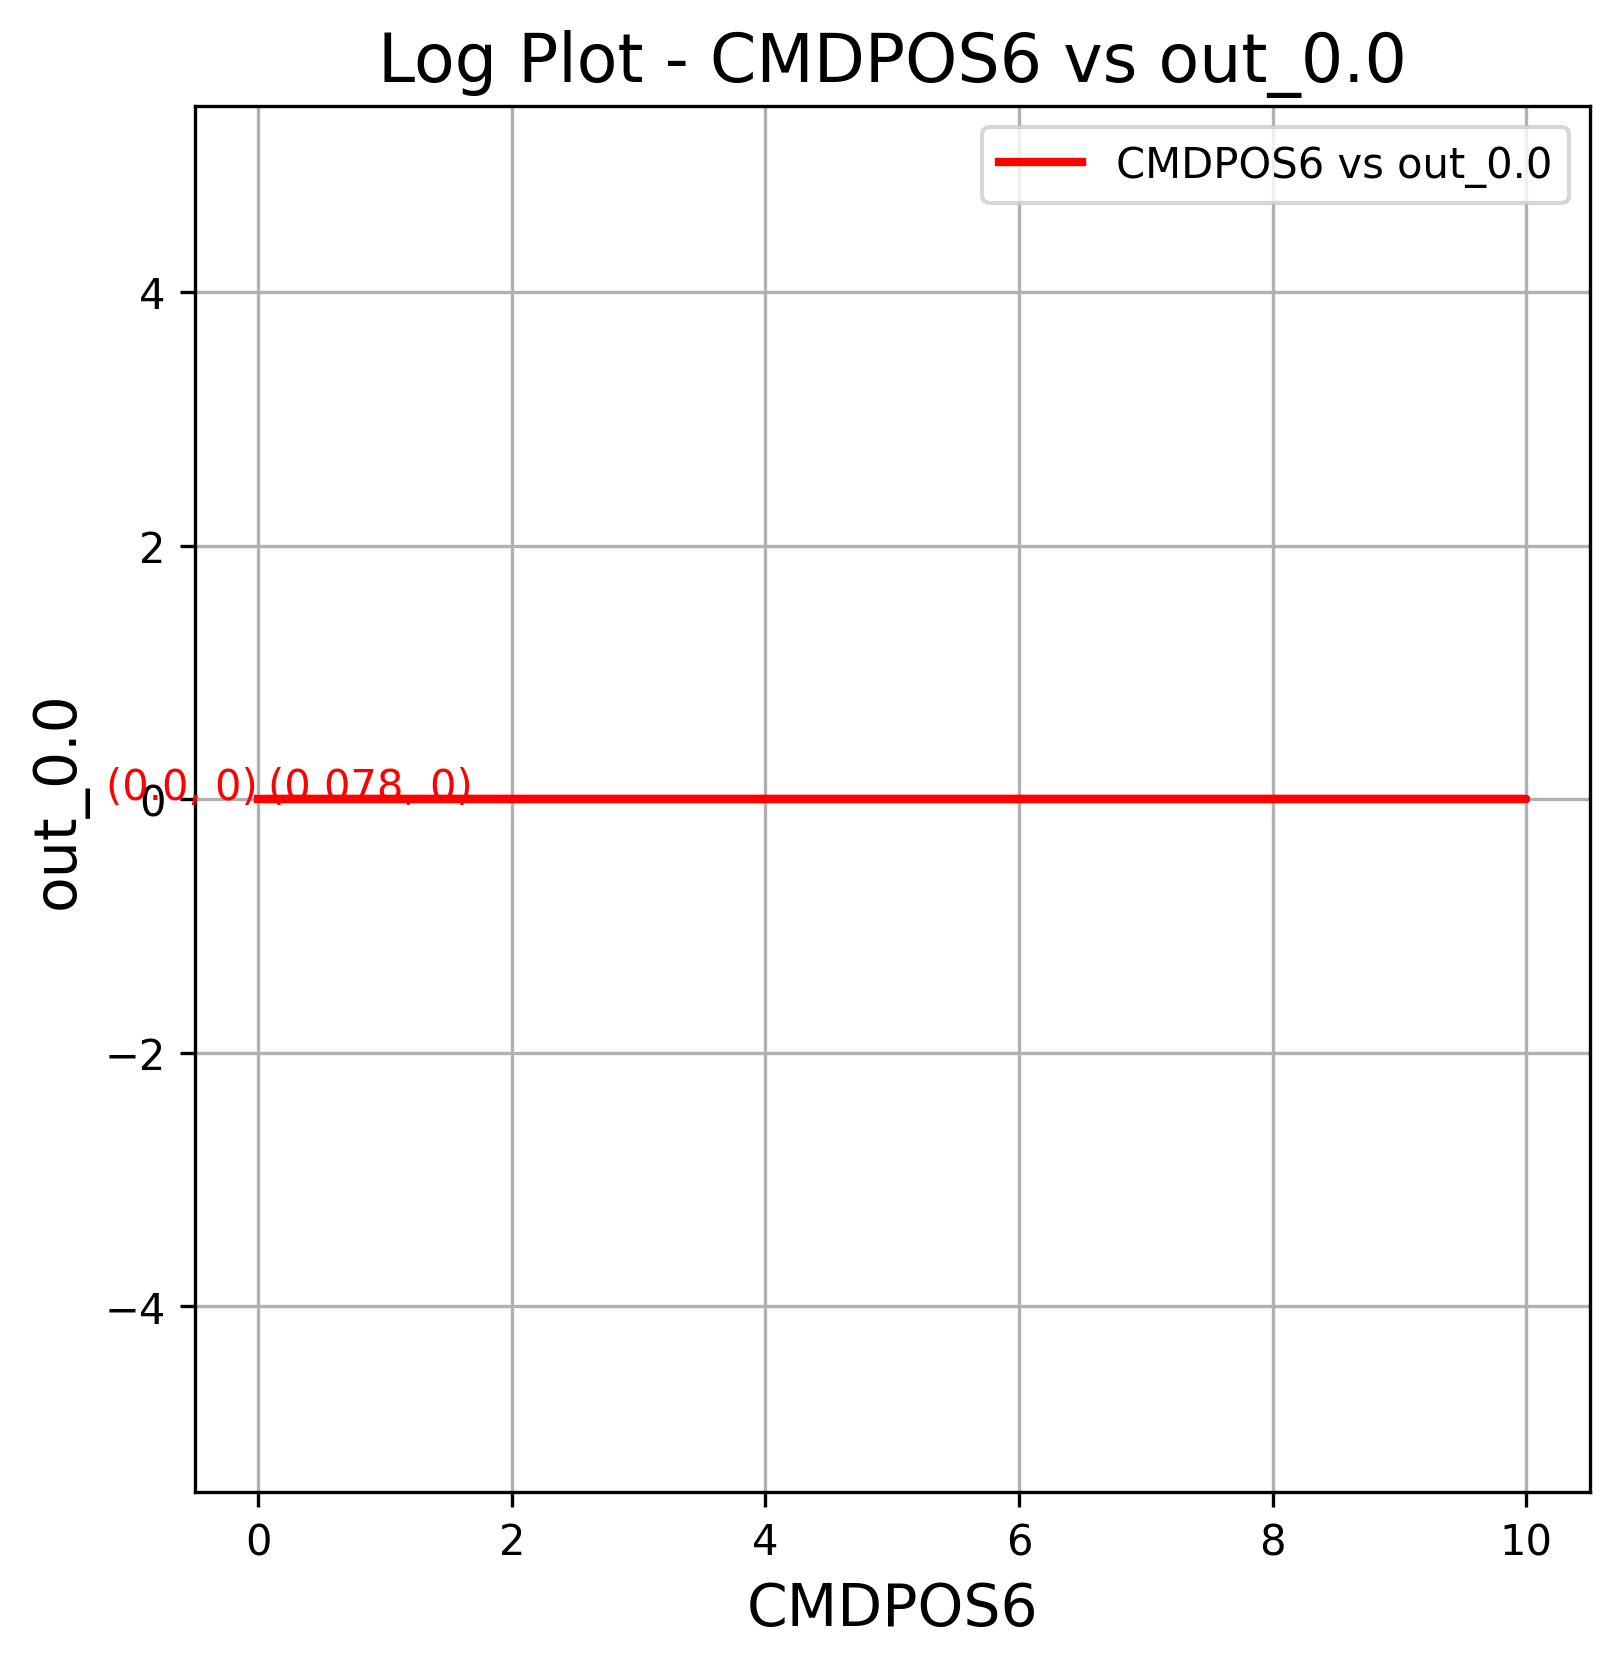 Log Plot - CMDPOS6 vs out_0.0
CMDPOS6 vs out_0.0
4
2
(0.0, 0) (0.078, 0)
0
−2
−4
out_0.0
0 2 4 6 8 10
CMDPOS6